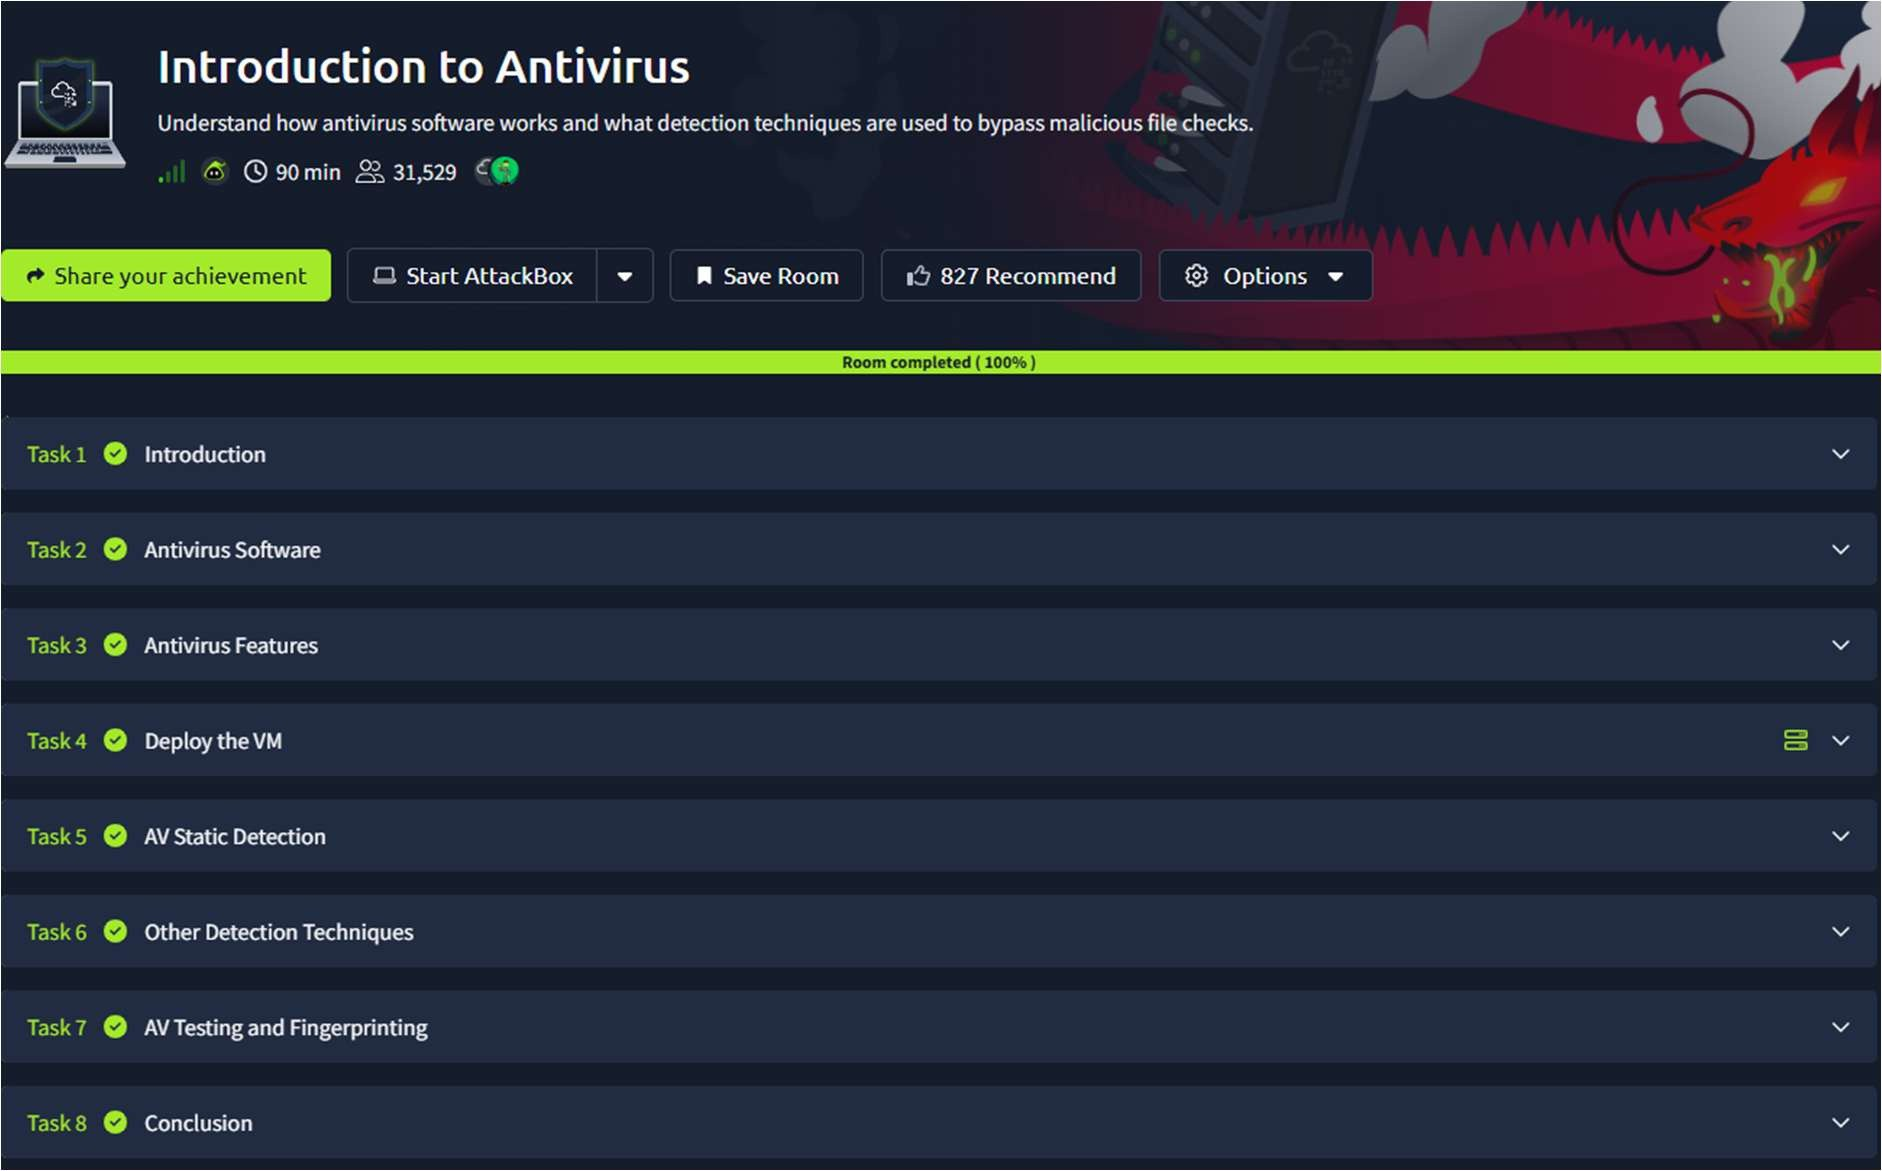 Introduction to Antivirus
Understand how antivirus software works and what detection techniques are used to bypass malicious file checks.
90 min 31,529
Share your achievement Start AttackBox Save Room 827 Recommend Options
Room completed ( 100% )
Task 1 Introduction
Task 2 Antivirus Software
Task 3 Antivirus Features
Task 4 Deploy the VM
Task 5 AV Static Detection
Task 6 Other Detection Techniques
Task 7 AV Testing and Fingerprinting
Task 8 Conclusion